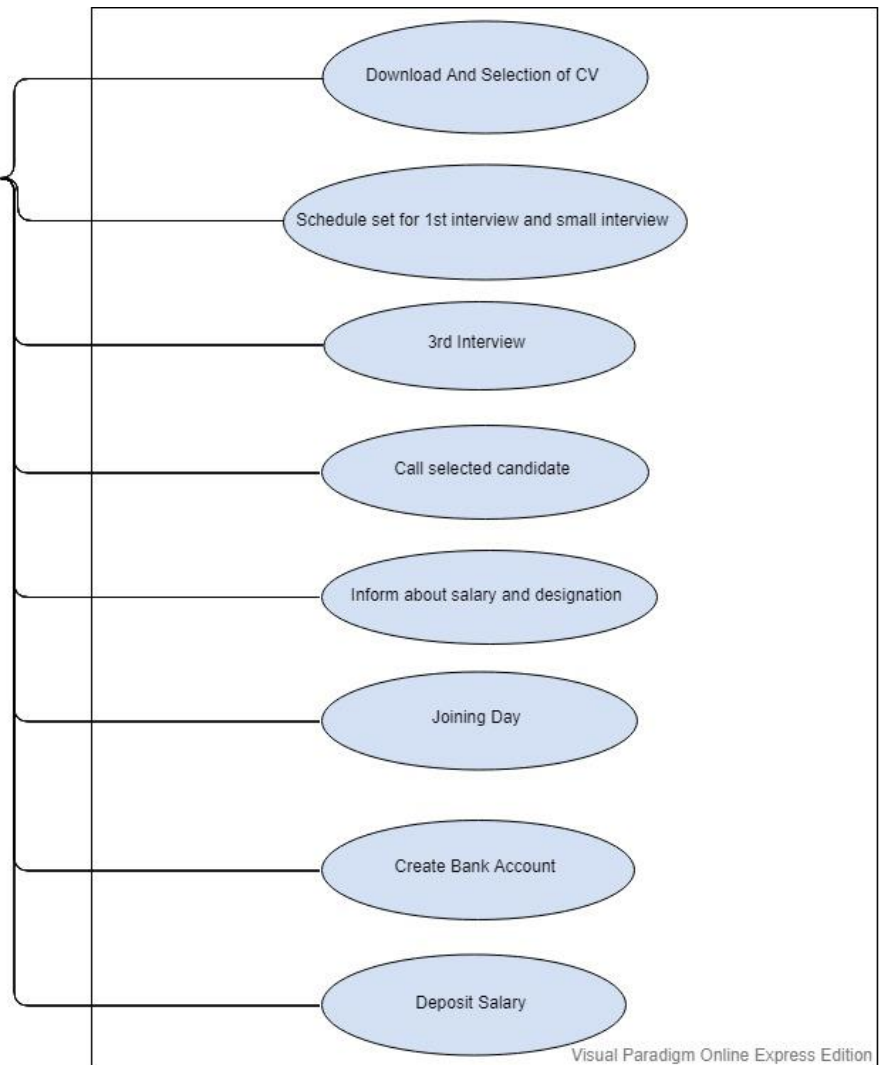 Download And Selection of CV
Schedule set for 1st interview and small interview
3rd Interview
Call selected candidate
Inform about salary and designation
Joining Day
Create Bank Account
Deposit Salary
Visual Paradigm Online Express Edition